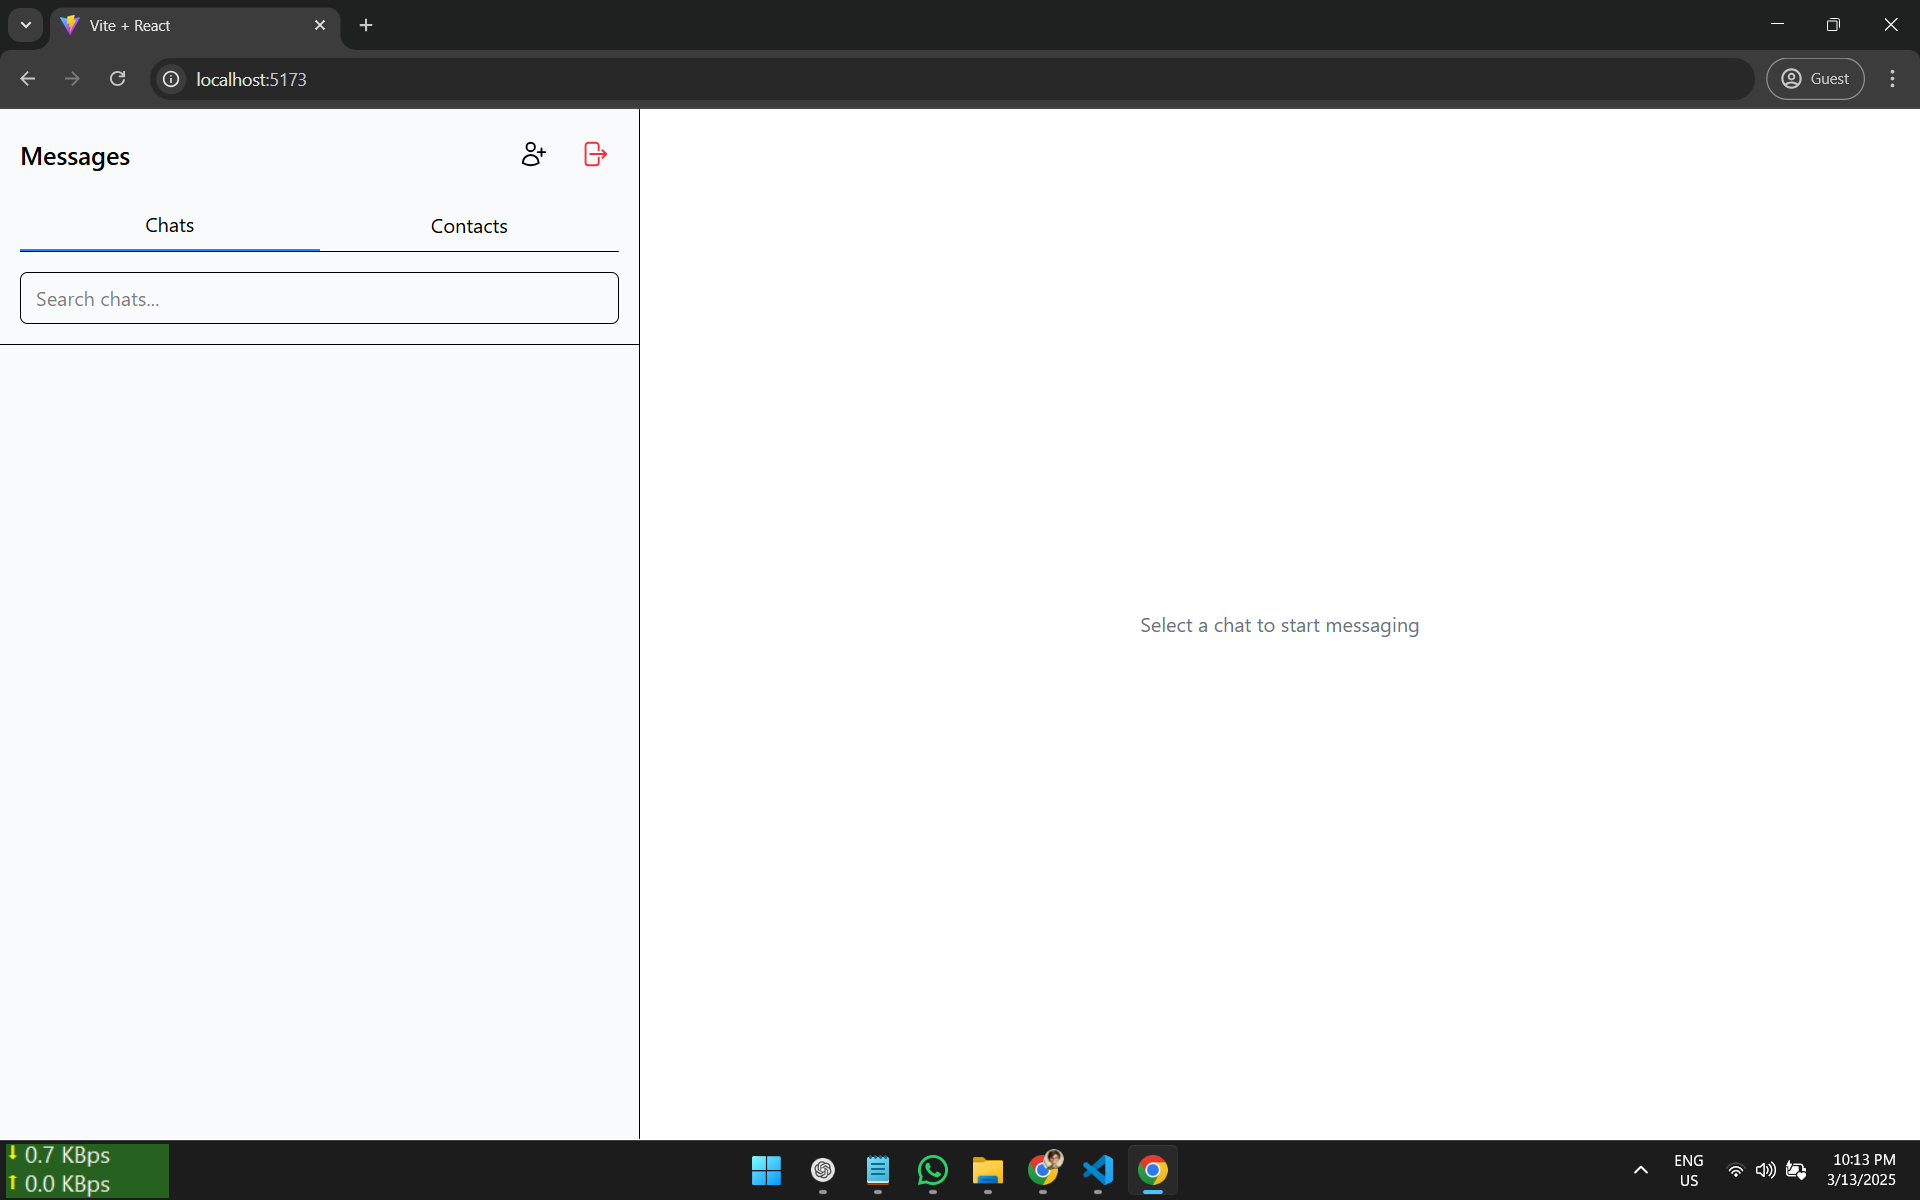 Vite + React
localhost:5173
Guest
Messages
Chats
Contacts
Search chats...
Select a chat to start messaging
0.7 KBps
0.0 KBps
ENG
US
10:13 PM
3/13/2025